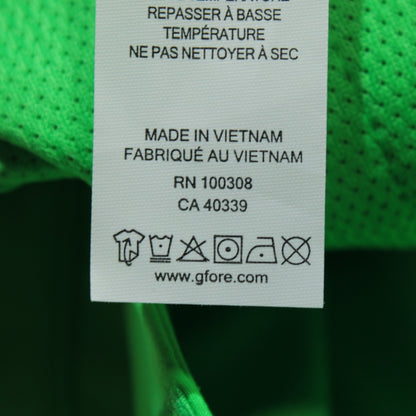 REPASSER À BASSE
TEMPÉRATURE
NE PAS NETTOYER À SEC
MADE IN VIETNAM
FABRIQUÉ AU VIETNAM
RN 100308
CA 40339
www.gfore.com